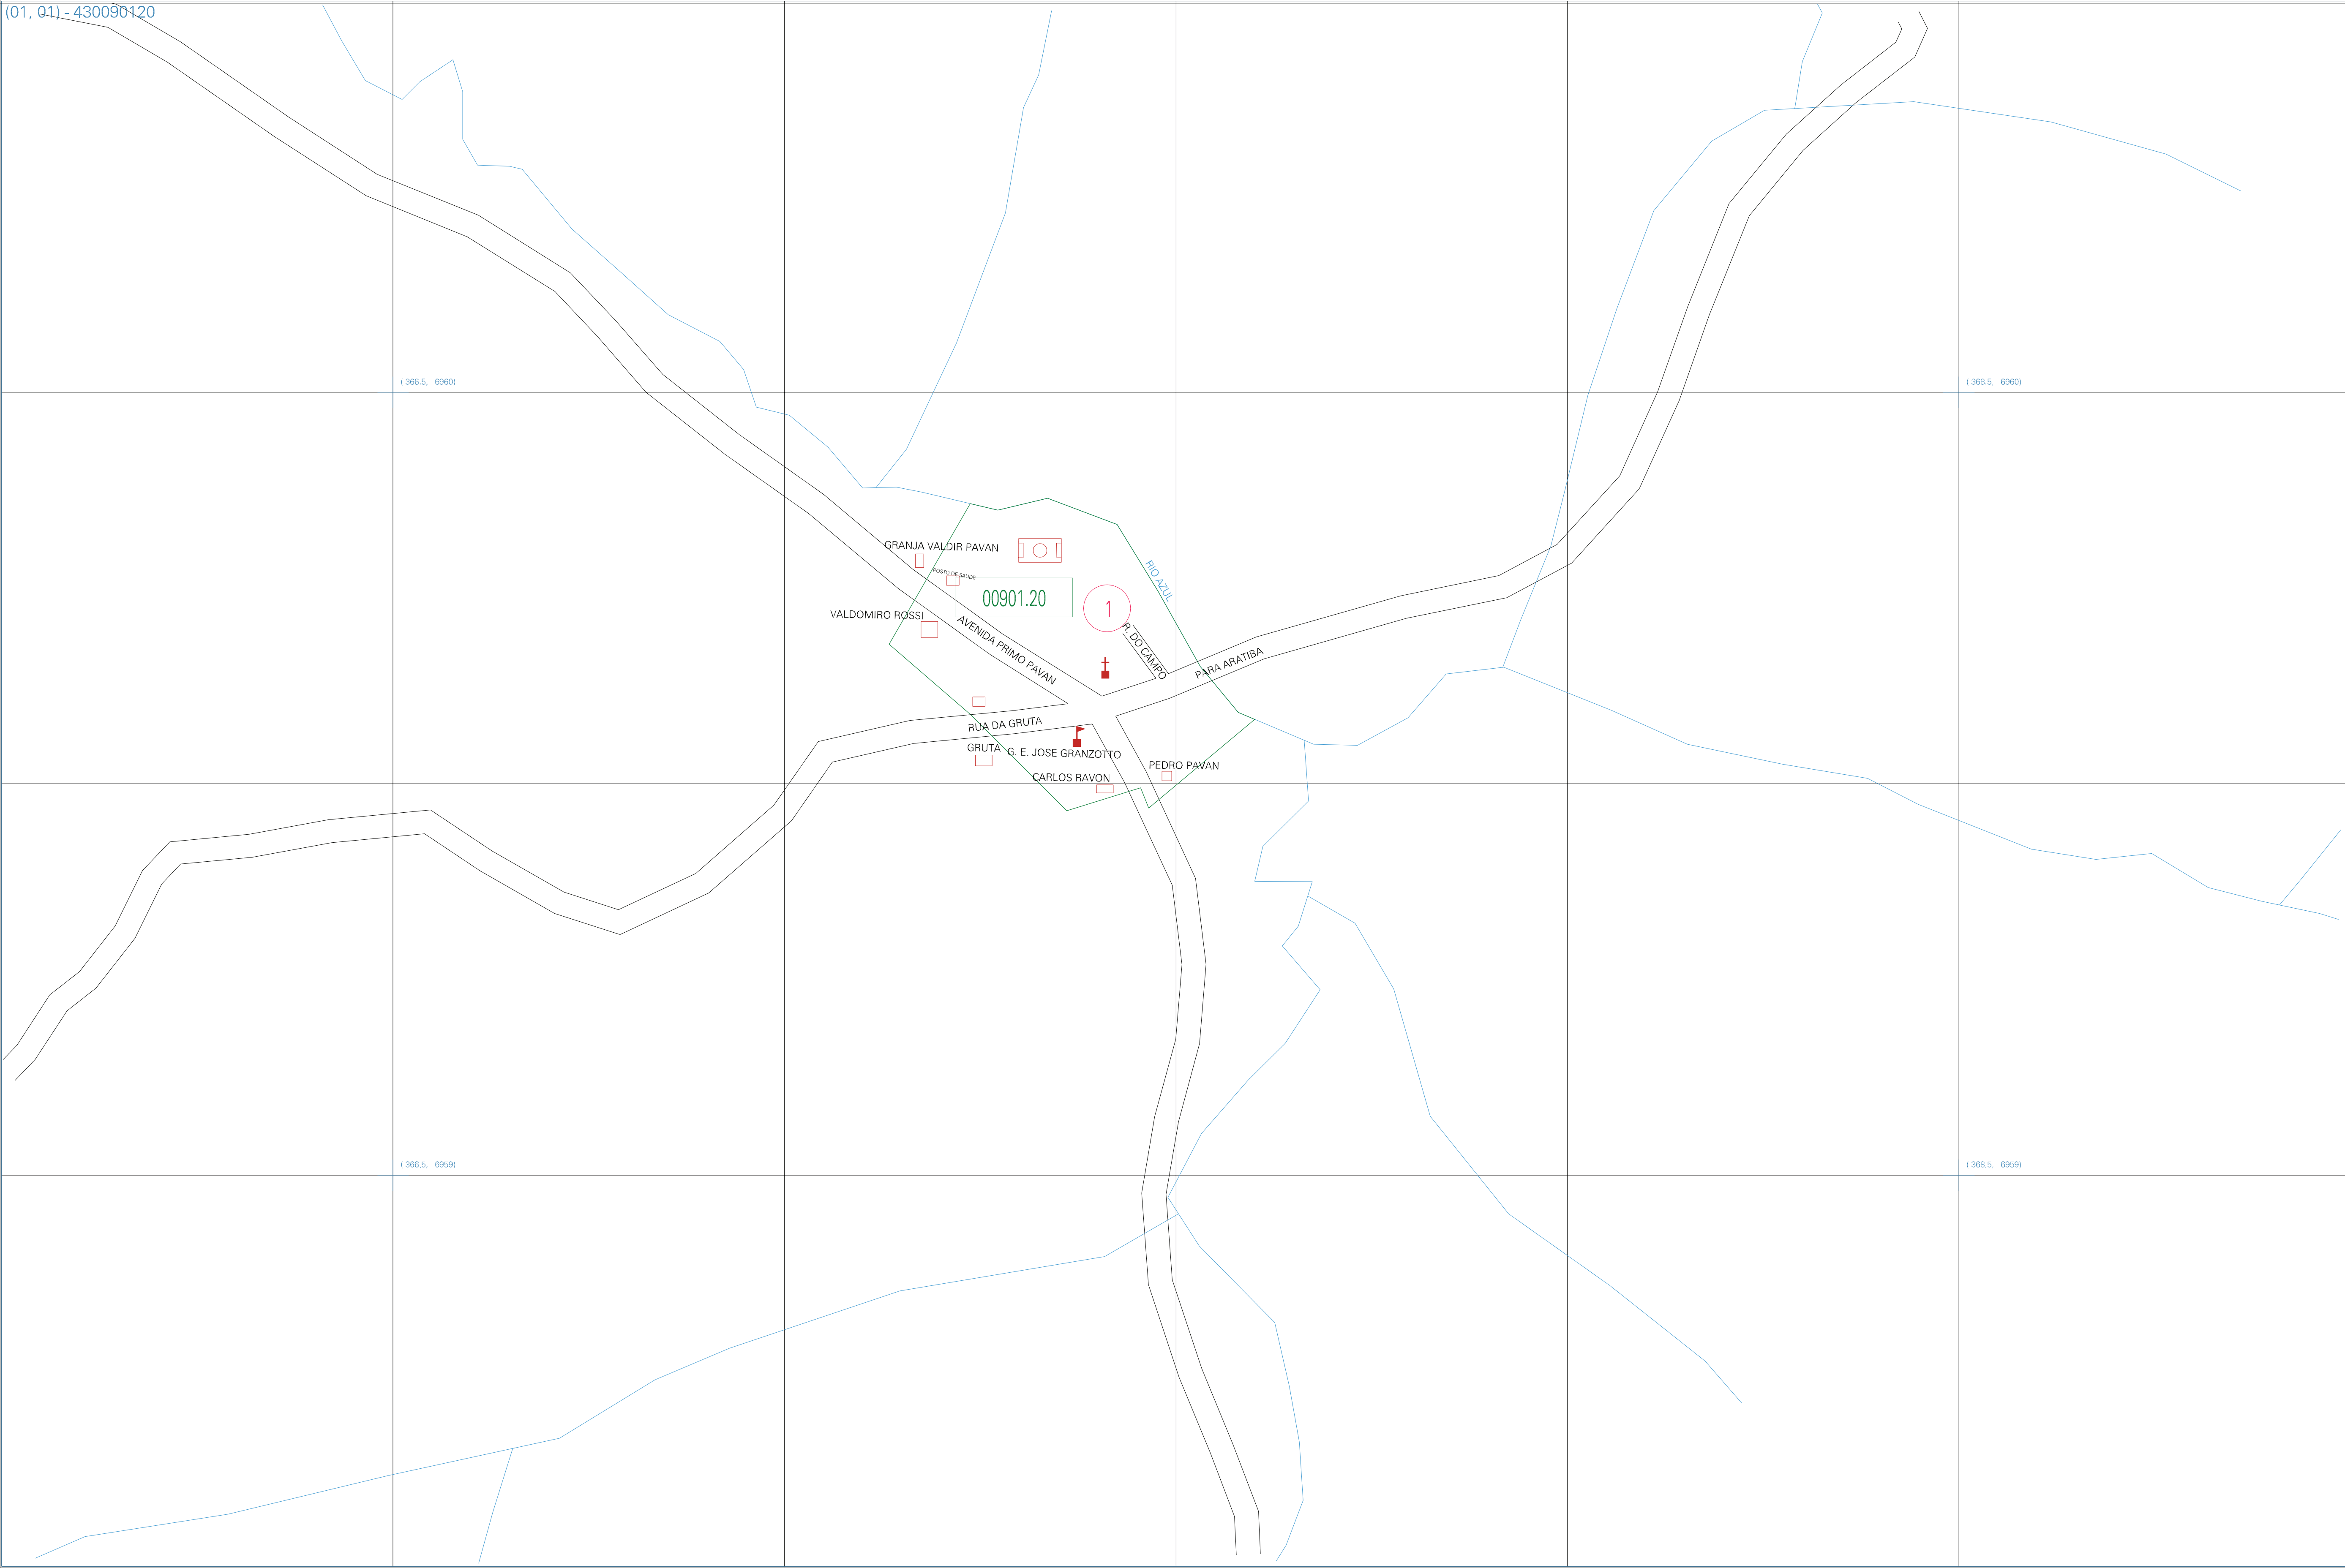 (01, 01) - 430090120
( 366.5, 6960)
( 368.5, 6960)
GRANJA VALDIR PAVAN
POSTO DE SAUDE
RIO AZUL
00901.20
1
VALDOMIRO ROSSI
AVENIDA PRIMO PAVAN
R. DO CAMPO
PARA ARATIBA
RUA DA GRUTA
GRUTA
G. E. JOSE GRANZOTTO
PEDRO PAVAN
CARLOS RAVON
( 366.5, 6959)
( 368.5, 6959)